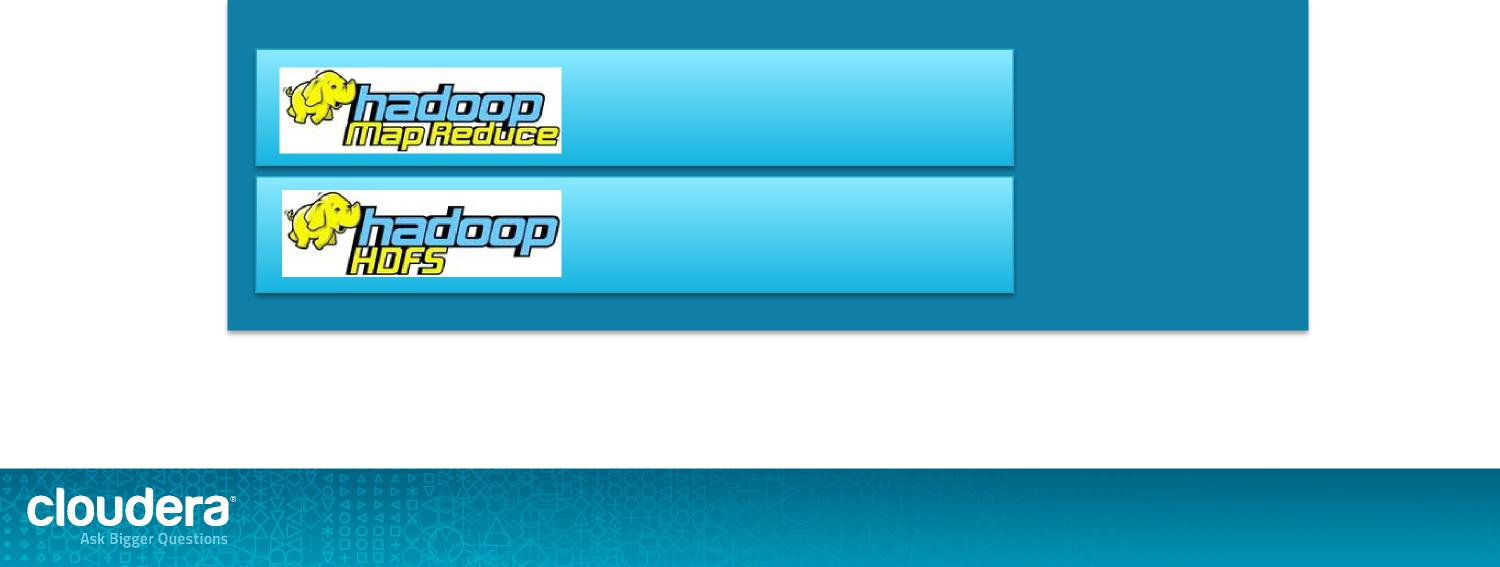 hadoop
Map Reduce
hadoop
HDFS
cloudera®
Ask Bigger Questions